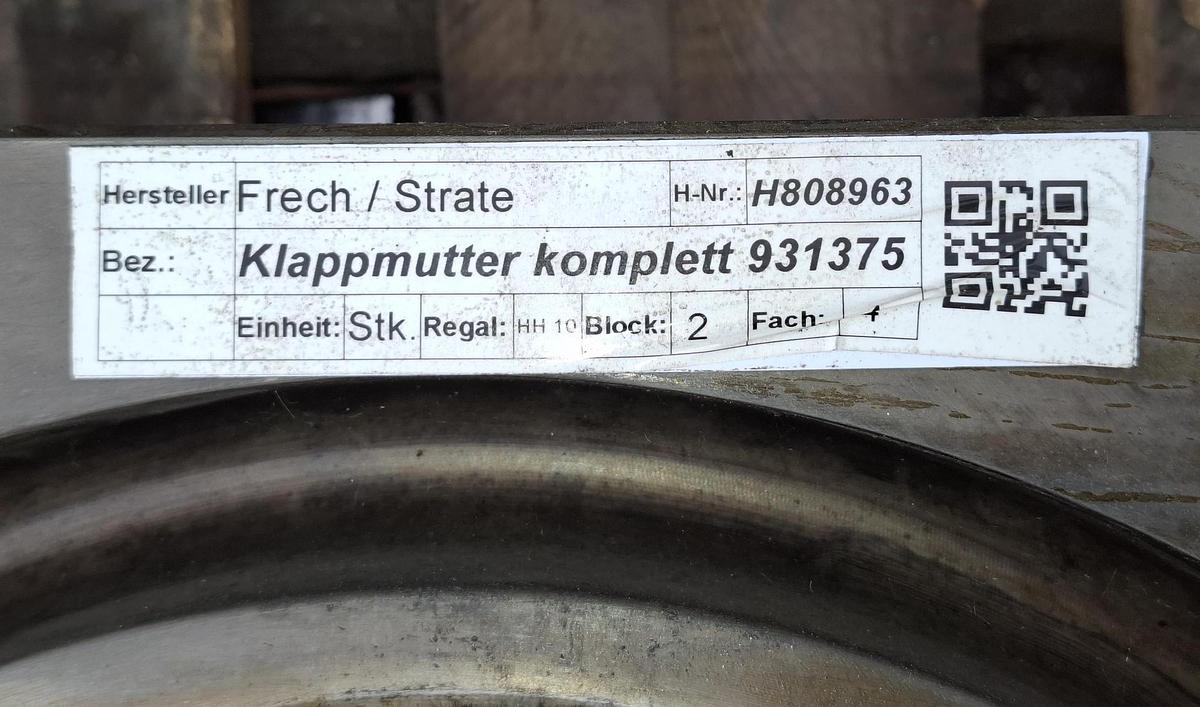 Hersteller Frech / Strate H-Nr.: H808963
Bez.: Klappmutter komplett 931375
Einheit: Stk. Regal: HH 10 Block: 2 Fach: f